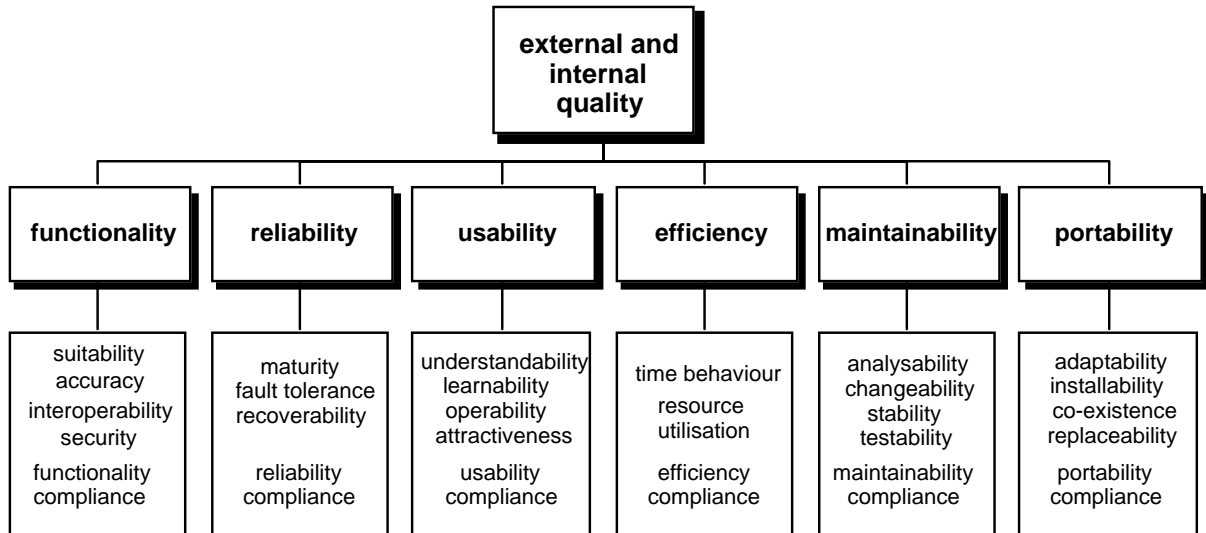 external and
internal
quality
functionality
reliability
usability
efficiency
maintainability
portability
suitability
accuracy
interoperability
security
functionality
compliance
maturity
fault tolerance
recoverability
reliability
compliance
understandability
learnability
operability
attractiveness
usability
compliance
time behaviour
resource
utilisation
efficiency
compliance
analysability
changeability
stability
testability
maintainability
compliance
adaptability
installability
co-existence
replaceability
portability
compliance